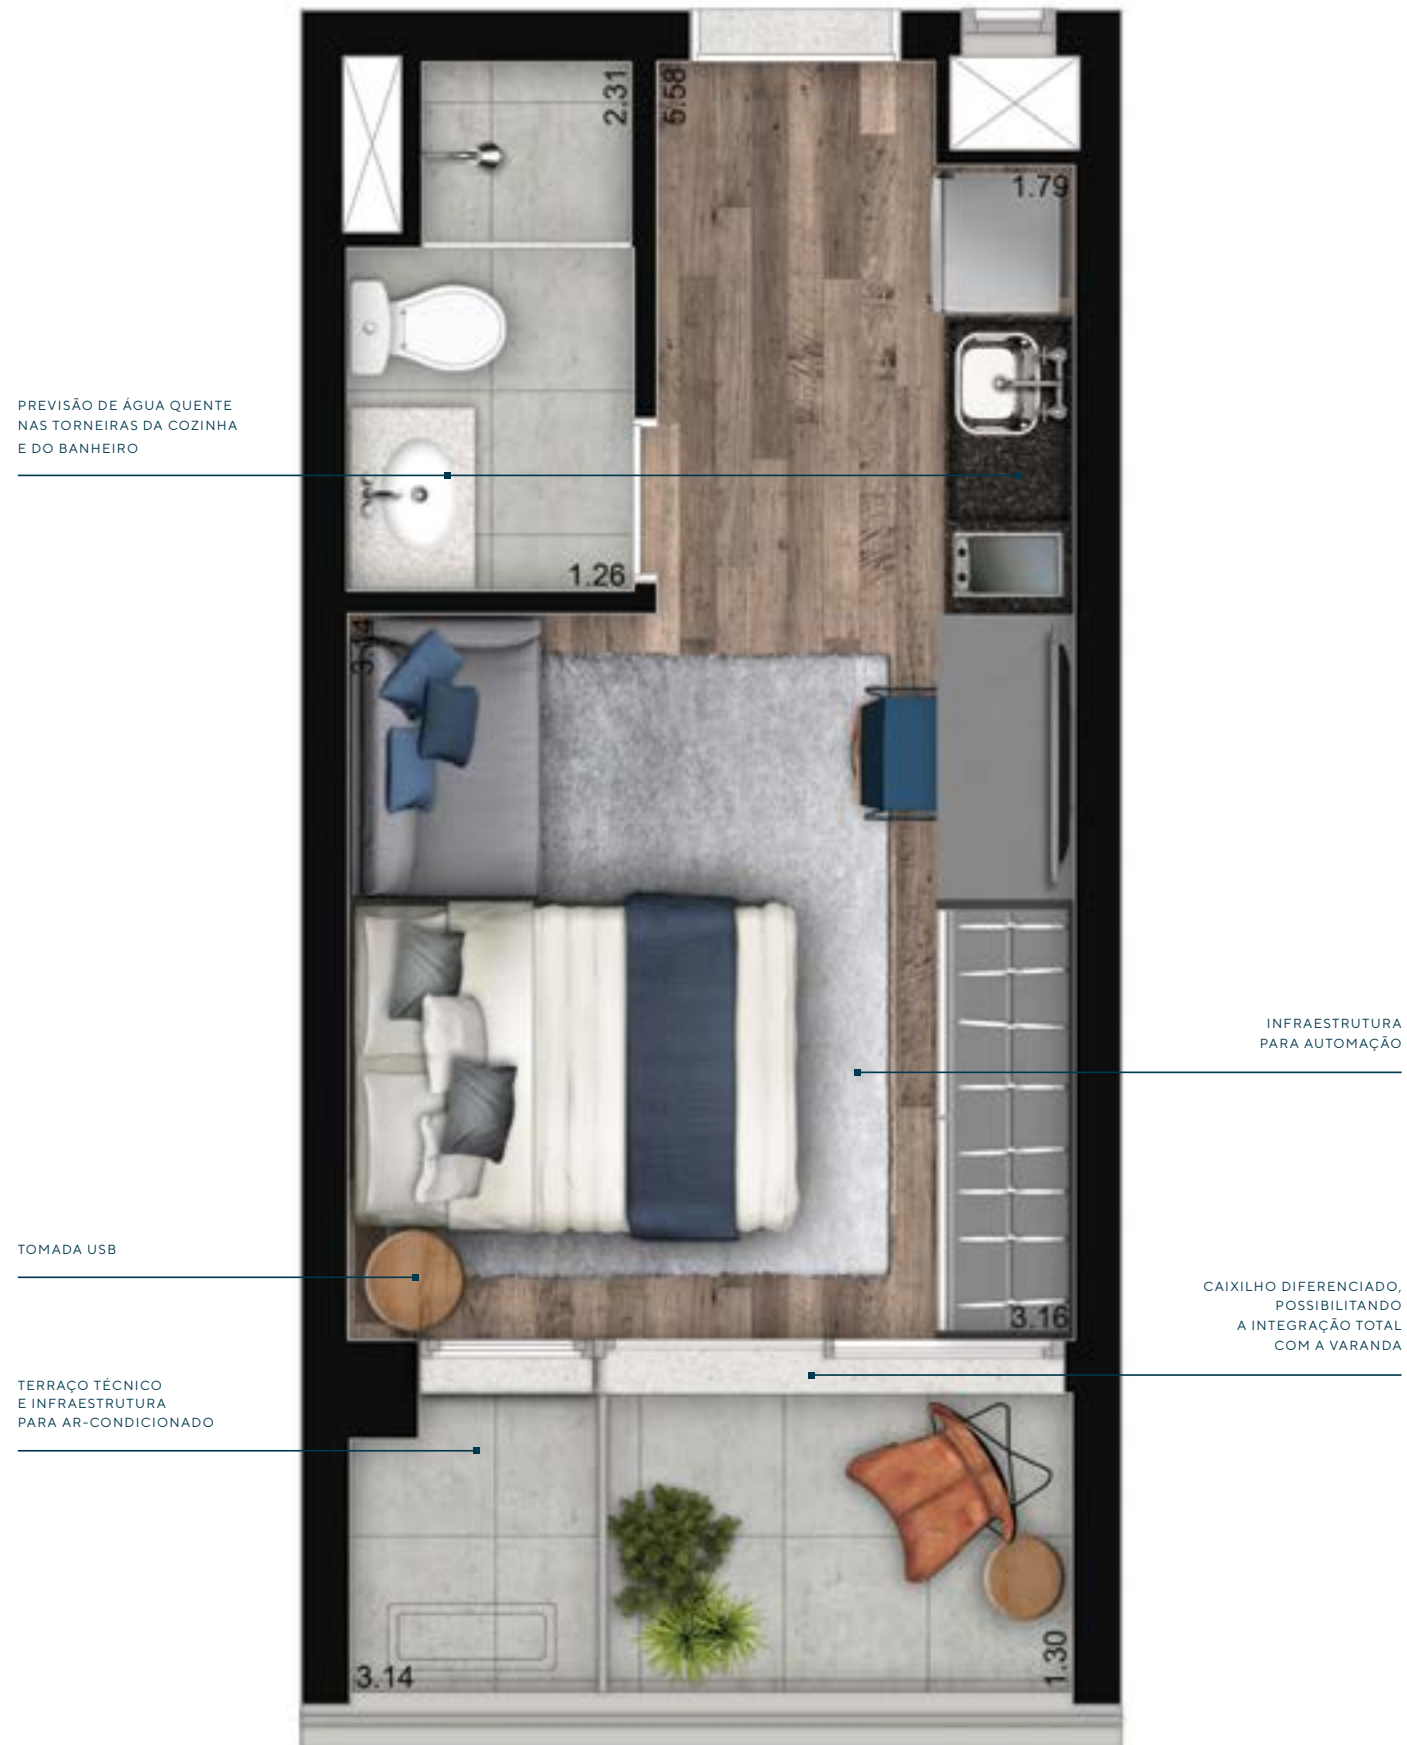 2.31
5.58
1.79
PREVISÃO DE ÁGUA QUENTE
NAS TORNEIRAS DA COZINHA
E DO BANHEIRO
1.26
INFRAESTRUTURA
PARA AUTOMAÇÃO
TOMADA USB
CAIXILHO DIFERENCIADO,
POSSIBILITANDO
A INTEGRAÇÃO TOTAL
COM A VARANDA
3.16
TERRAÇO TÉCNICO
E INFRAESTRUTURA
PARA AR-CONDICIONADO
3.14
1.30